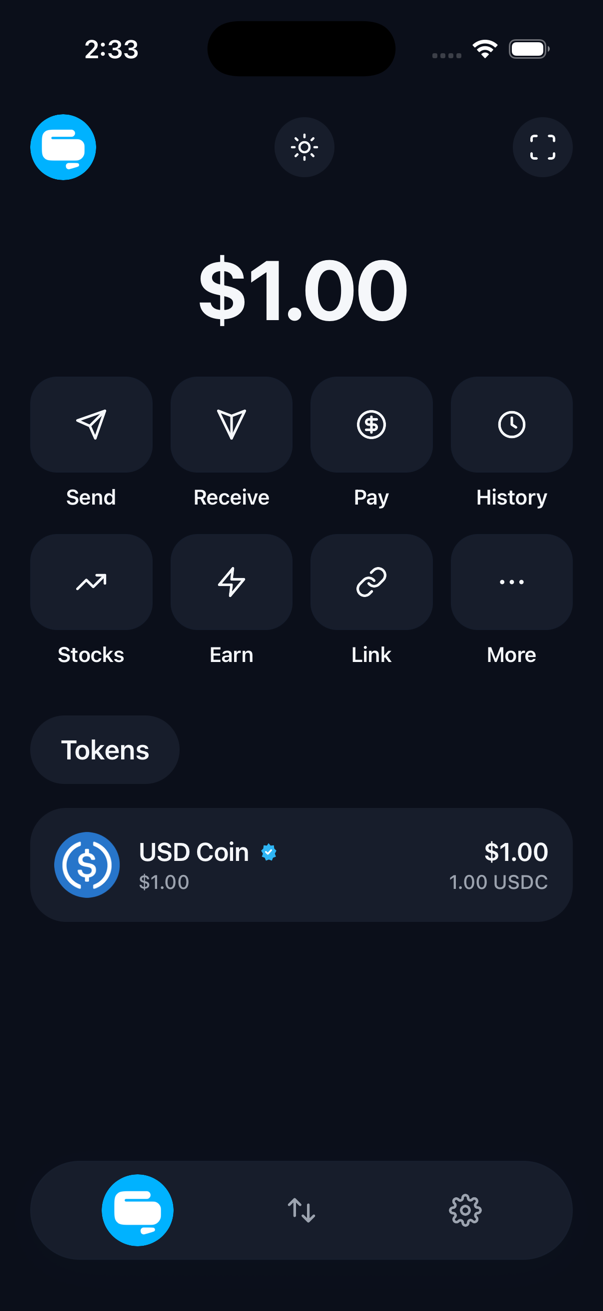 2:33
$1.00
Send Receive Pay History
Stocks Earn Link More
Tokens
USD Coin $1.00
$1.00 1.00 USDC